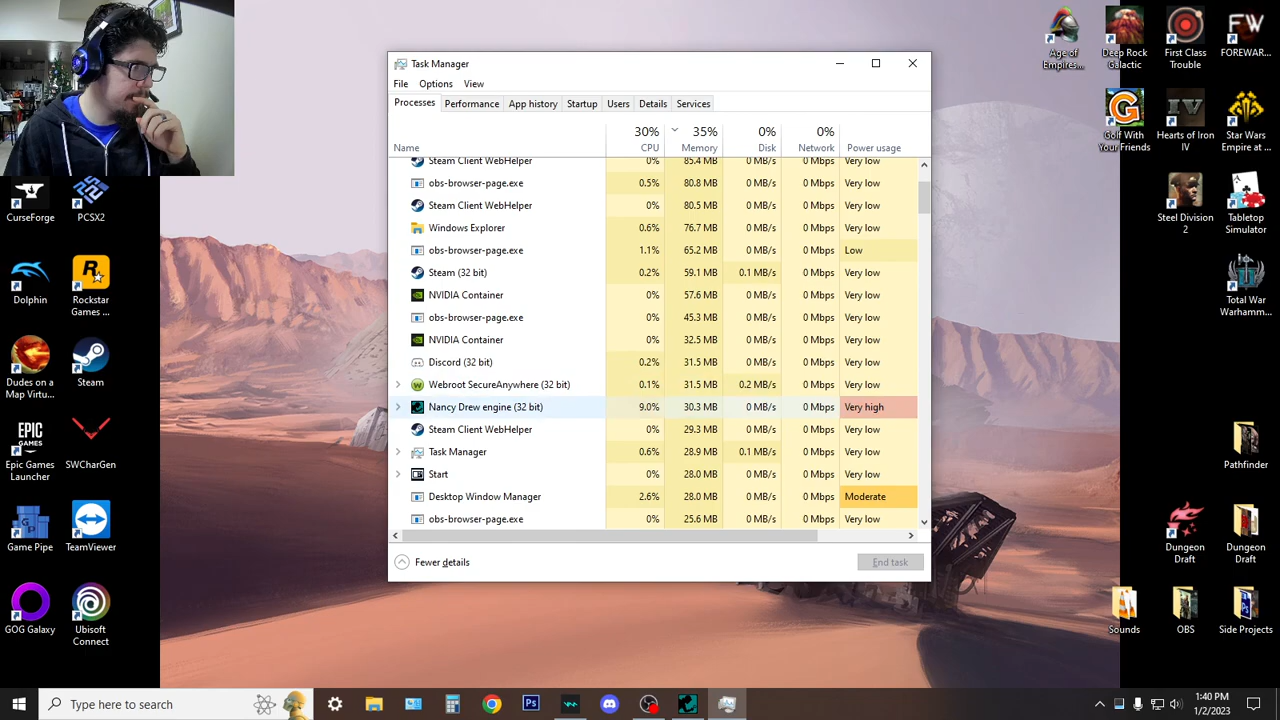 Task Manager
File Options View
Processes Performance App history Startup Users Details Services
30% 35% 0% 0%
Name CPU Memory Disk Network Power usage
Steam Client WebHelper 0% 85.4 MB 0 MB/s 0 Mbps Very low
obs-browser-page.exe 0.5% 80.8 MB 0 MB/s 0 Mbps Very low
Steam Client WebHelper 0% 80.5 MB 0 MB/s 0 Mbps Very low
Windows Explorer 0.6% 76.7 MB 0 MB/s 0 Mbps Very low
obs-browser-page.exe 1.1% 65.2 MB 0 MB/s 0 Mbps Low
Steam (32 bit) 0.2% 59.1 MB 0.1 MB/s 0 Mbps Very low
NVIDIA Container 0% 57.6 MB 0 MB/s 0 Mbps Very low
obs-browser-page.exe 0% 45.3 MB 0 MB/s 0 Mbps Very low
NVIDIA Container 0% 32.5 MB 0 MB/s 0 Mbps Very low
Discord (32 bit) 0.2% 31.5 MB 0 MB/s 0 Mbps Very low
Webroot SecureAnywhere (32 bit) 0.1% 31.5 MB 0.2 MB/s 0 Mbps Very low
Nancy Drew engine (32 bit) 9.0% 30.3 MB 0 MB/s 0 Mbps Very high
Steam Client WebHelper 0% 29.3 MB 0 MB/s 0 Mbps Very low
Task Manager 0.6% 28.9 MB 0.1 MB/s 0 Mbps Very low
Start 0% 28.0 MB 0 MB/s 0 Mbps Very low
Desktop Window Manager 2.6% 28.0 MB 0 MB/s 0 Mbps Moderate
obs-browser-page.exe 0% 25.6 MB 0 MB/s 0 Mbps Very low
Fewer details End task
CurseForge PCSX2
Dolphin Rockstar
Games ...
Dudes on a
Map Virtu... Steam
EPIC
GAMES
Epic Games
Launcher SWCharGen
Game Pipe TeamViewer
GOG Galaxy Ubisoft
Connect
FW
Age of
Empires... Deep Rock
Galactic First Class
Trouble FOREWAR...
G IV
Golf With
Your Friends Hearts of Iron
IV Star Wars
Empire at ...
Steel Division
2 Tabletop
Simulator
Total War
Warhamm...
Pathfinder
Dungeon
Draft Dungeon
Draft
Sounds OBS Side Projects
Type here to search
Ps
1:40 PM
1/2/2023